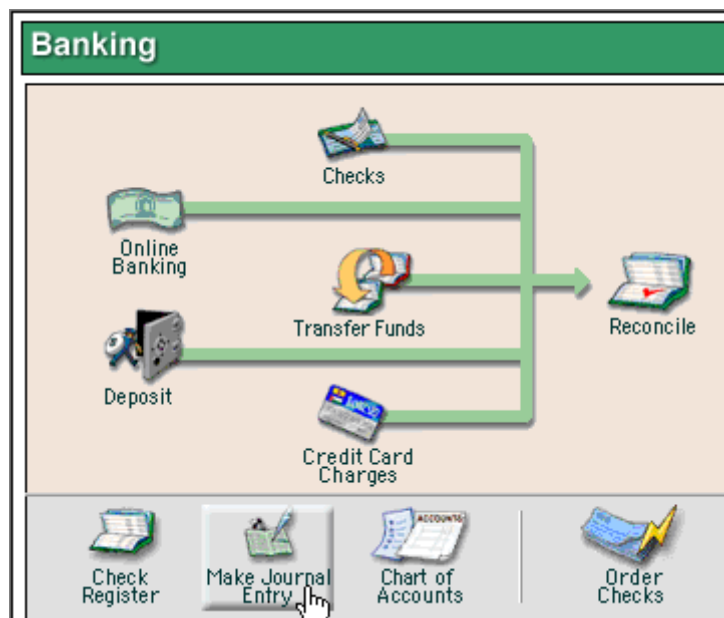 Banking
Checks
Online
Banking
Transfer Funds
Reconcile
Deposit
Credit Card
Charges
ACCOUNTS
Check
Register
Make Journal
Entry
Chart of
Accounts
Order
Checks